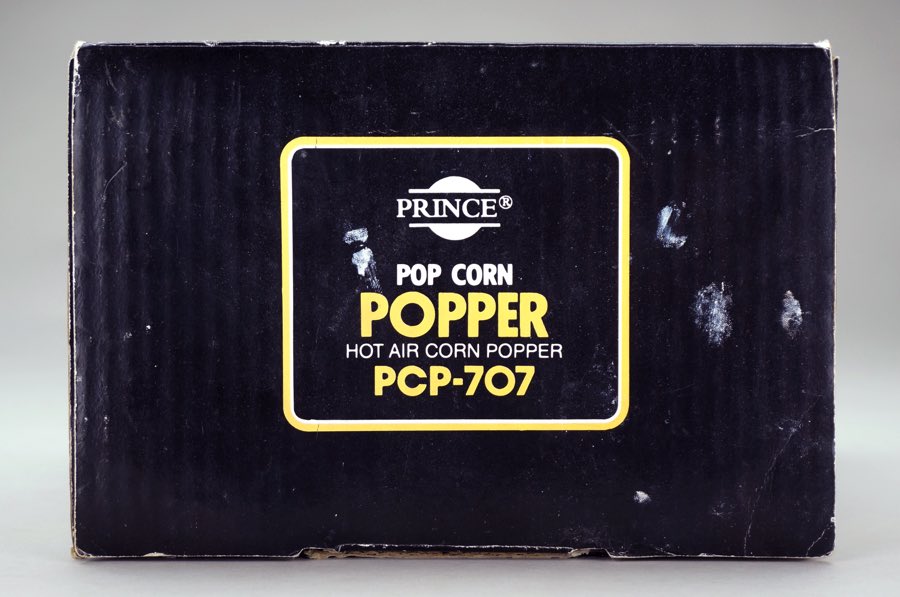 PRINCE®
POP CORN
POPPER
HOT AIR CORN POPPER
PCP-707